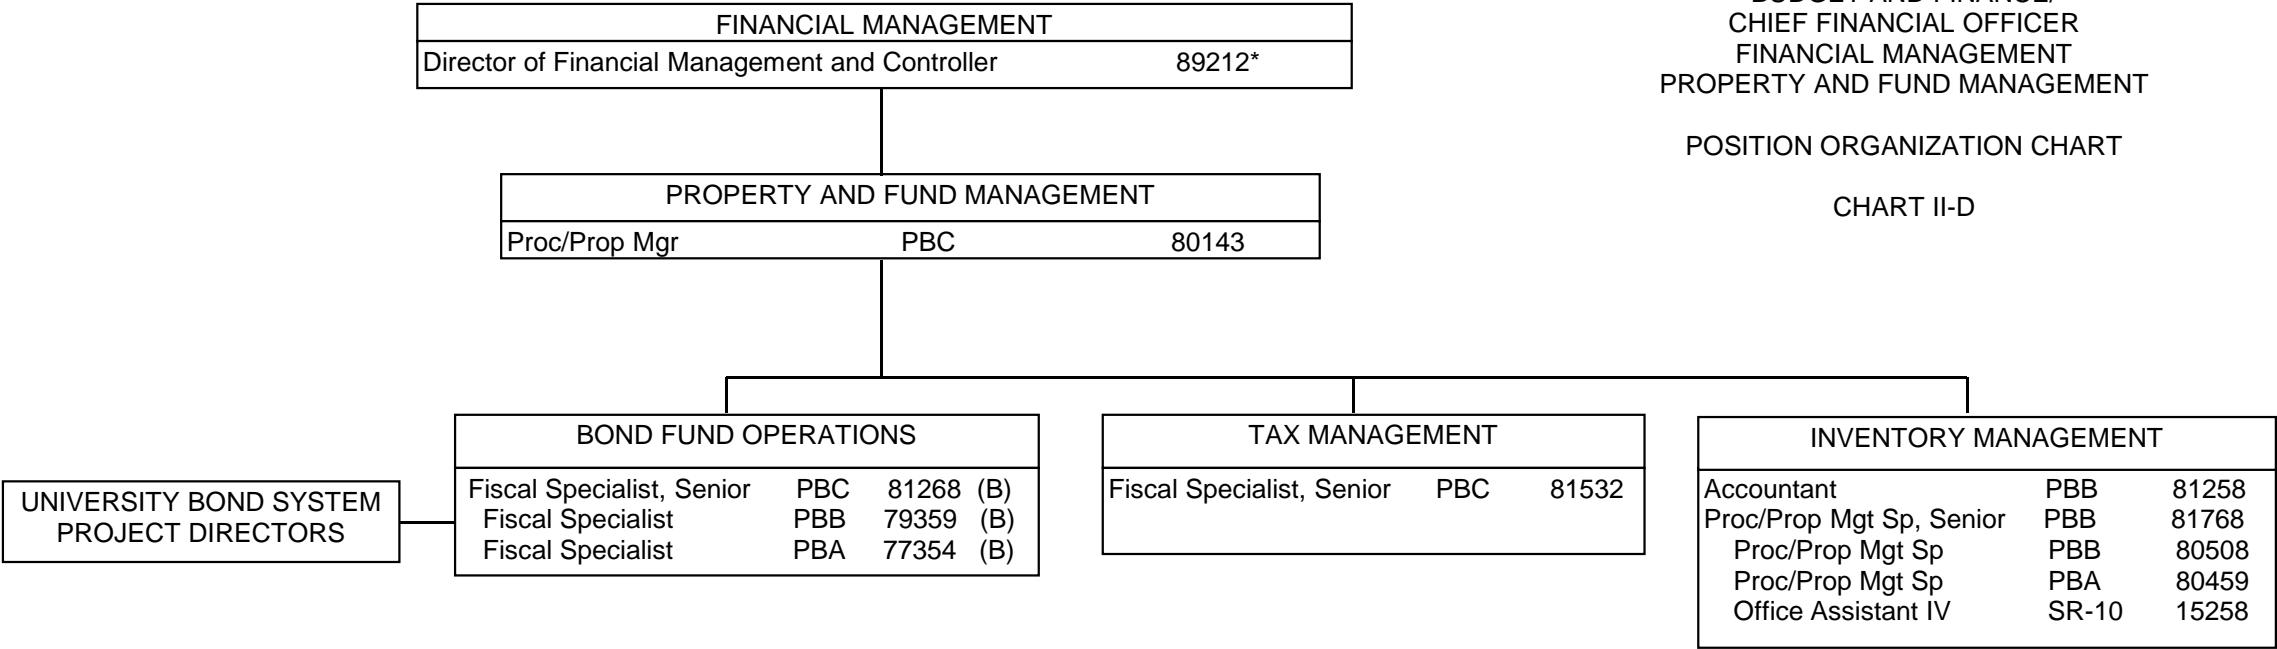 BUDGET AND FINANCE/
CHIEF FINANCIAL OFFICER
FINANCIAL MANAGEMENT
PROPERTY AND FUND MANAGEMENT
POSITION ORGANIZATION CHART
CHART II-D
FINANCIAL MANAGEMENT
Director of Financial Management and Controller 89212*
PROPERTY AND FUND MANAGEMENT
Proc/Prop Mgr PBC 80143
UNIVERSITY BOND SYSTEM
PROJECT DIRECTORS
BOND FUND OPERATIONS
Fiscal Specialist, Senior PBC 81268 (B)
Fiscal Specialist PBB 79359 (B)
Fiscal Specialist PBA 77354 (B)
TAX MANAGEMENT
Fiscal Specialist, Senior PBC 81532
INVENTORY MANAGEMENT
Accountant PBB 81258
Proc/Prop Mgt Sp, Senior PBB 81768
Proc/Prop Mgt Sp PBB 80508
Proc/Prop Mgt Sp PBA 80459
Office Assistant IV SR-10 15258